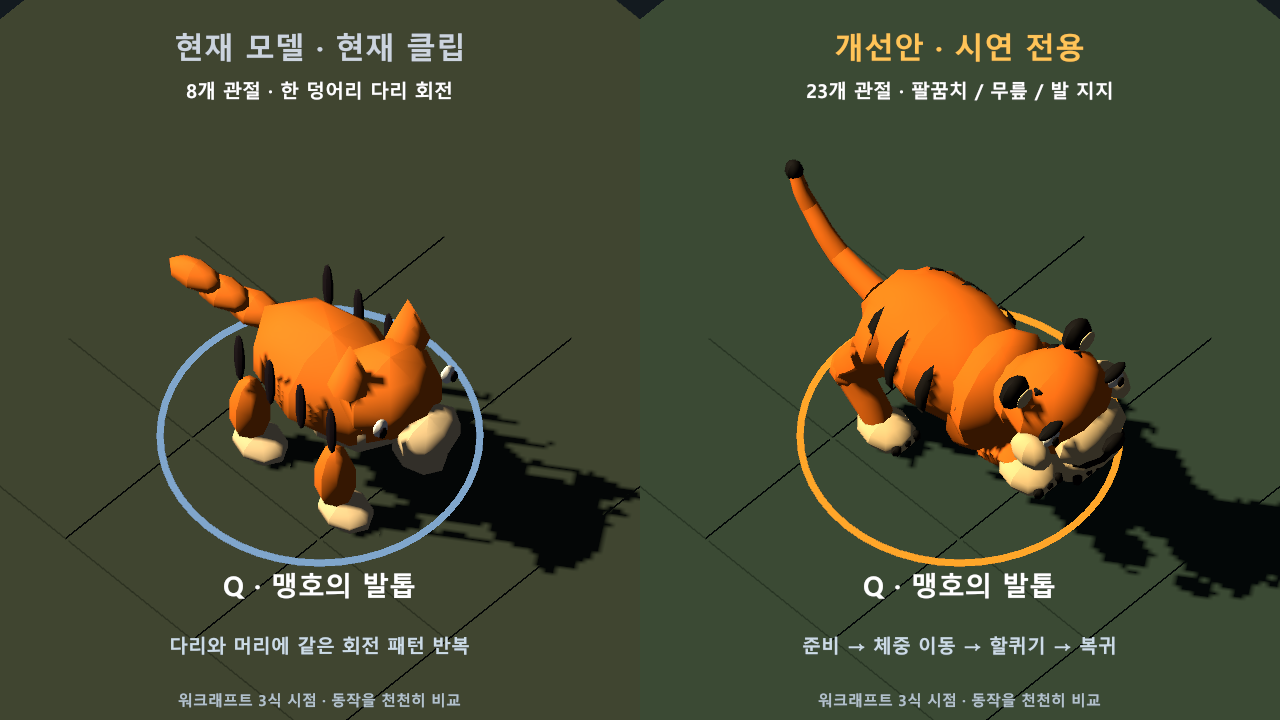 현재 모델 · 현재 클립
8개 관절 · 한 덩어리 다리 회전
Q · 맹호의 발톱
다리와 머리에 같은 회전 패턴 반복
워크래프트 3식 시점 · 동작을 천천히 비교
개선안 · 시연 전용
23개 관절 · 팔꿈치 / 무릎 / 발 지지
Q · 맹호의 발톱
준비 → 체중 이동 → 할퀴기 → 복귀
워크래프트 3식 시점 · 동작을 천천히 비교